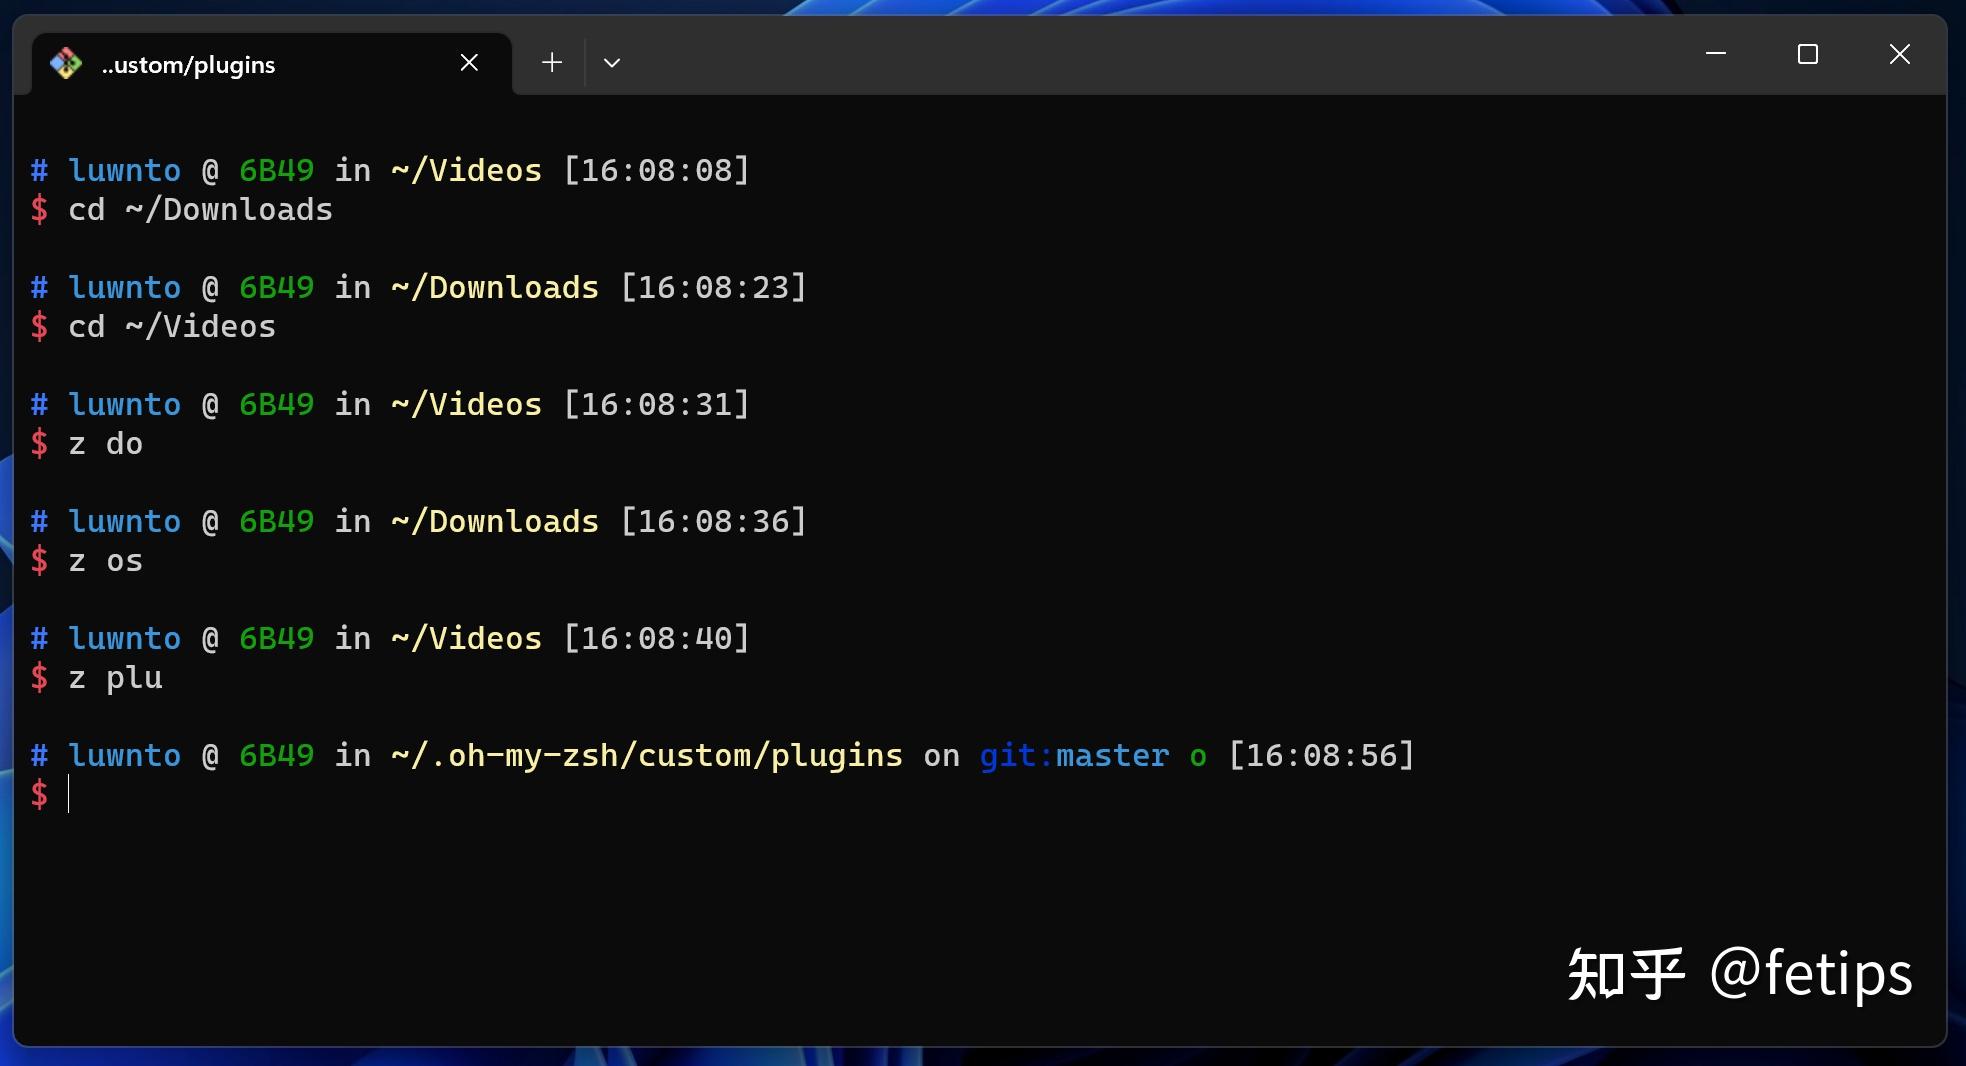 ..ustom/plugins
# luwnto @ 6B49 in ~/Videos [16:08:08]
$ cd ~/Downloads
# luwnto @ 6B49 in ~/Downloads [16:08:23]
$ cd ~/Videos
# luwnto @ 6B49 in ~/Videos [16:08:31]
$ z do
# luwnto @ 6B49 in ~/Downloads [16:08:36]
$ z os
# luwnto @ 6B49 in ~/Videos [16:08:40]
$ z plu
# luwnto @ 6B49 in ~/.oh-my-zsh/custom/plugins on git:master o [16:08:56]
$
知乎 @fetips